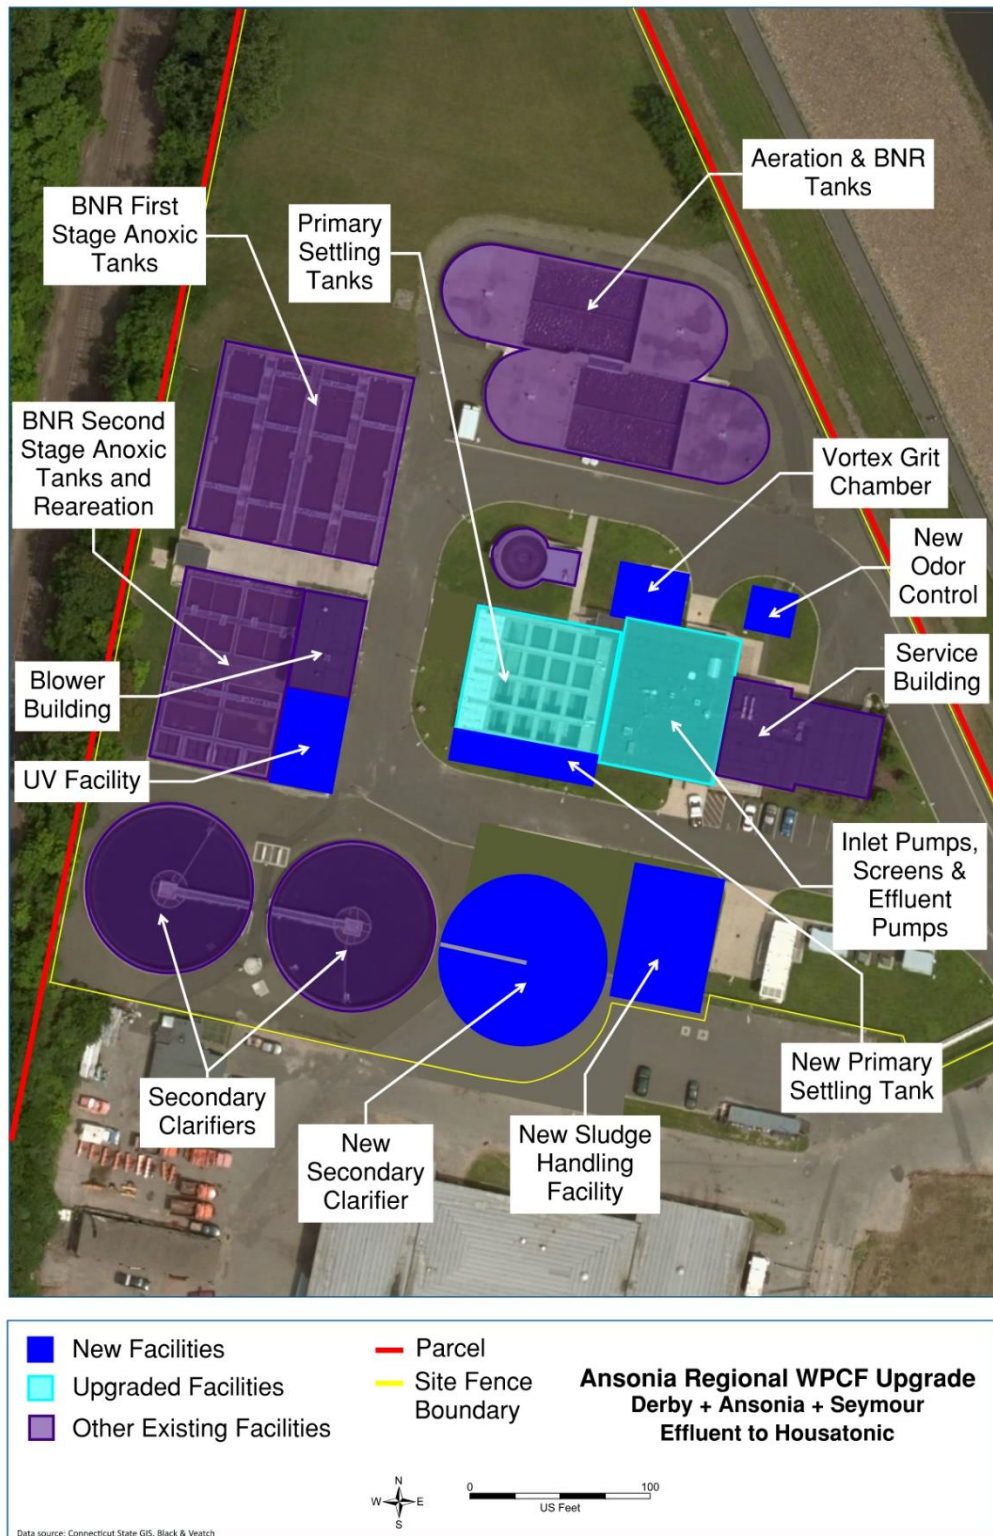 Aeration & BNR
Tanks
BNR First
Stage Anoxic
Tanks
Primary
Settling
Tanks
BNR Second
Stage Anoxic
Tanks and
Reareation
Vortex Grit
Chamber
New
Odor
Control
Blower
Building
Service
Building
UV Facility
Inlet Pumps,
Screens &
Effluent
Pumps
New Primary
Settling Tank
Secondary
Clarifiers
New
Secondary
Clarifier
New Sludge
Handling
Facility
New Facilities
Upgraded Facilities
Other Existing Facilities
Parcel
Site Fence
Boundary
Ansonia Regional WPCF Upgrade
Derby + Ansonia + Seymour
Effluent to Housatonic
N
W E
S
0 100
US Feet
Data source: Connecticut State GIS, Black & Veatch